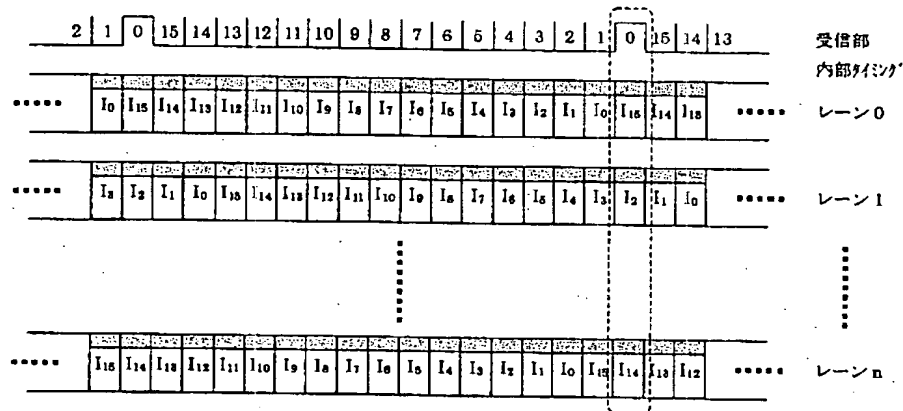 2 1 0 15 14 13 12 11 10 9 8 7 6 5 4 3 2 1 0 15 14 13 受信部
内部タイミング
..... I0 I15 I14 I13 I12 I11 I10 I9 I8 I7 I6 I5 I4 I3 I2 I1 I0 I15 I14 I13 ..... レーン0
..... I3 I2 I1 I0 I15 I14 I13 I12 I11 I10 I9 I8 I7 I6 I5 I4 I3 I2 I1 I0 ..... レーン1
..... I15 I14 I13 I12 I11 I10 I9 I8 I7 I6 I5 I4 I3 I2 I1 I0 I15 I14 I13 I12 ..... レーンn